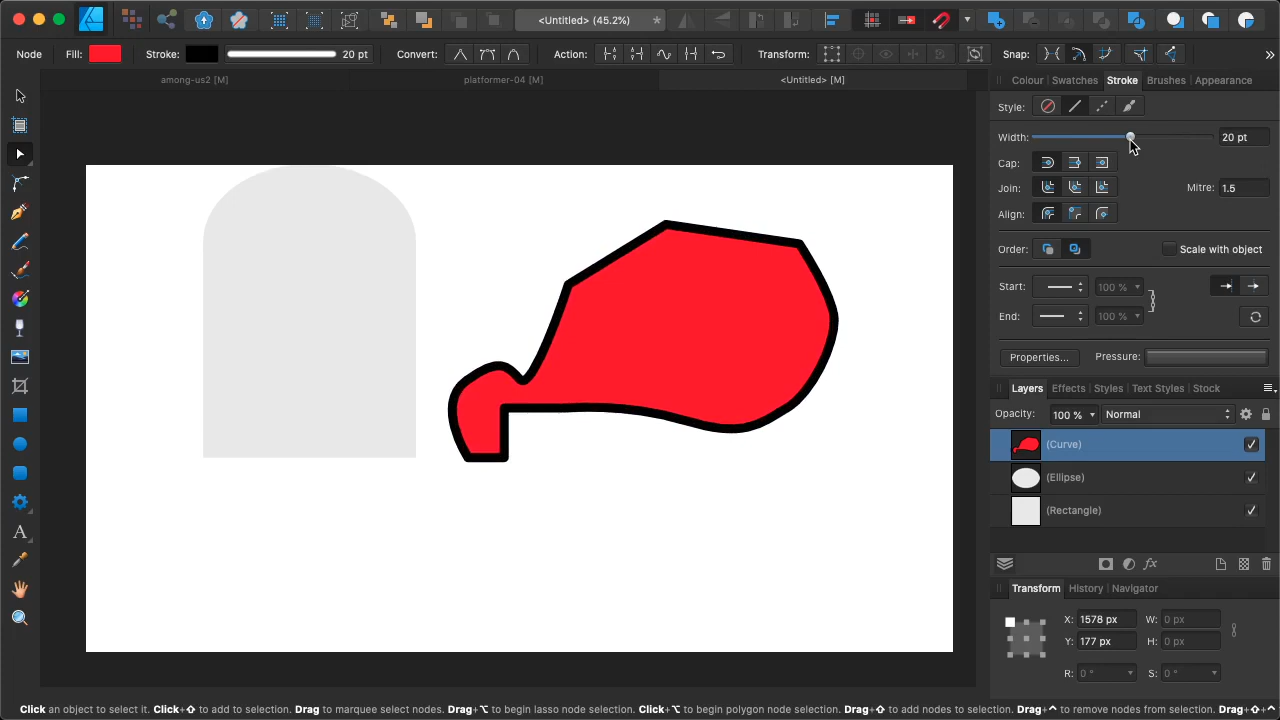 <Untitled> (45.2%)
*
Node
Fill:
Stroke:
20 pt
Convert:
Action:
Transform:
Snap:
among-us2 [M]
platformer-04 [M]
<Untitled> [M]
Colour
Swatches
Stroke
Brushes
Appearance
Style:
Width:
20 pt
Cap:
Join:
Mitre:
1.5
Align:
Order:
Scale with object
Start:
100 %
End:
100 %
Properties...
Pressure:
Layers
Effects
Styles
Text Styles
Stock
Opacity:
100 %
Normal
(Curve)
(Ellipse)
(Rectangle)
fx
Transform
History
Navigator
X:
1578 px
W:
0 px
Y:
177 px
H:
0 px
R:
0 °
S:
0 °
A
Click an object to select it. Click+⇧ to add to selection. Drag to marquee select nodes. Drag+⌥ to begin lasso node selection. Click+⌥ to begin polygon node selection. Drag+⇧ to add nodes to selection. Drag+^ to remove nodes from selection. Drag+⇧+^